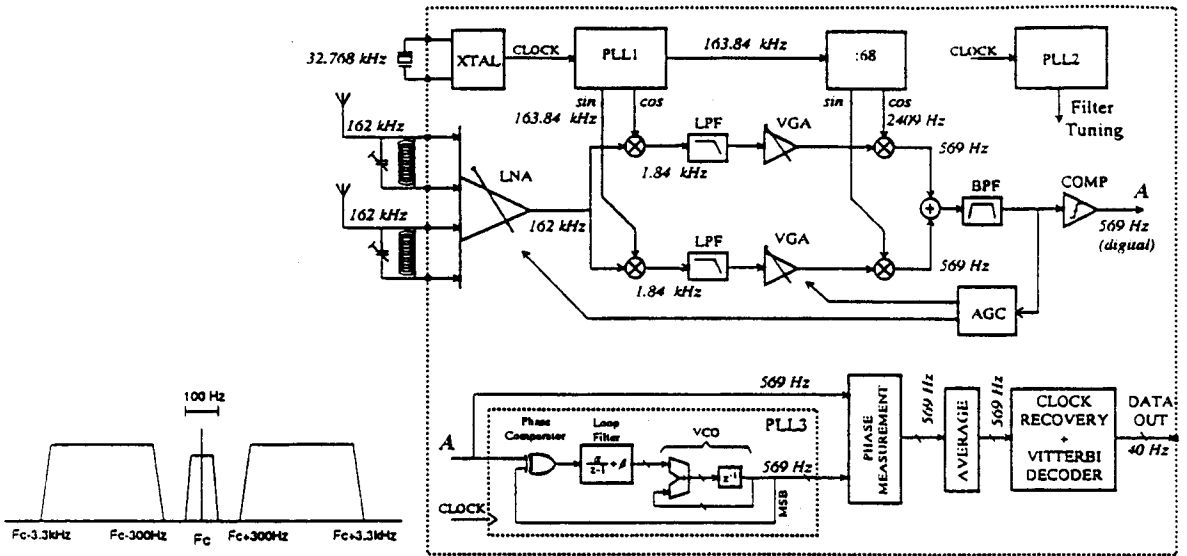 32.768 kHz
XTAL
CLOCK
PLL1
163.84 kHz
:68
CLOCK
PLL2
Filter
Tuning
sin
cos
163.84 kHz
sin
cos
2409 Hz
162 kHz
LNA
162 kHz
162 kHz
LPF
VGA
1.84 kHz
569 Hz
BPF
COMP
A
569 Hz
(digual)
LPF
VGA
1.84 kHz
569 Hz
AGC
100 Hz
Fc-3.3kHz
Fc-300Hz
Fc
Fc+300Hz
Fc+3.3kHz
A
569 Hz
PLL3
Phase
Comparator
Loop
Filter
α
z-1
+ β
VCO
z⁻¹
569 Hz
MSB
CLOCK
PHASE
MEASUREMENT
569 Hz
AVERAGE
569 Hz
CLOCK
RECOVERY
+
VITTERBI
DECODER
DATA
OUT
40 Hz